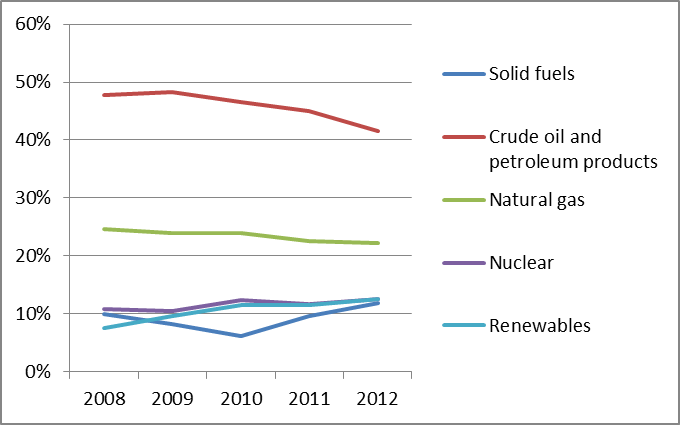 60%
50%
40%
30%
20%
10%
0%
2008 2009 2010 2011 2012
Solid fuels
Crude oil and
petroleum products
Natural gas
Nuclear
Renewables